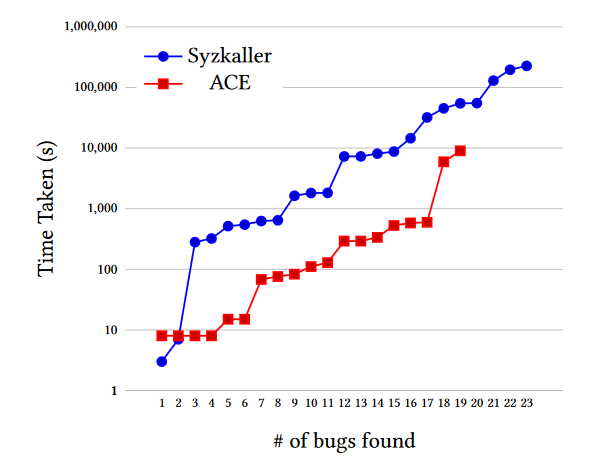 1,000,000
100,000
10,000
1,000
100
10
1
Time Taken (s)
Syzkaller
ACE
1 2 3 4 5 6 7 8 9 10 11 12 13 14 15 16 17 18 19 20 21 22 23
# of bugs found